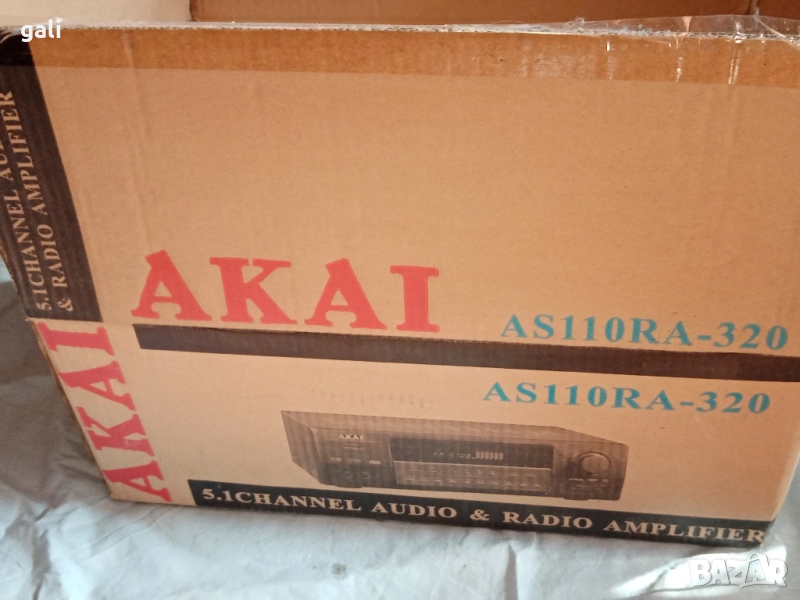 gali
5.1CHANNEL AUDIO
& RADIO AMPLIFIER
AKAI
AKAI
AS110RA-320
AS110RA-320
AKAI
5.1CHANNEL AUDIO & RADIO AMPLIFIER
BAZAR